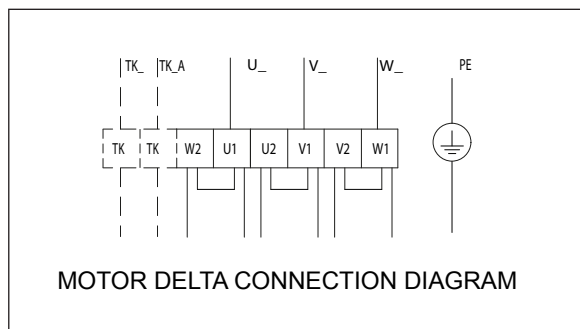 TK_ TK_A U_ V_ W_ PE
TK TK W2 U1 U2 V1 V2 W1
MOTOR DELTA CONNECTION DIAGRAM